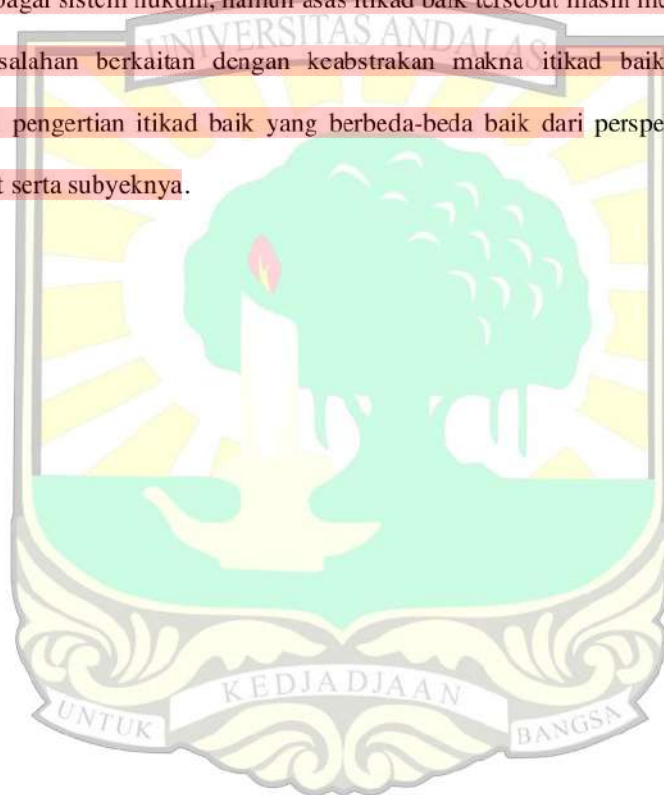 bagai sistem hukum, namun asas itikad baik tersebut masih
UNIVERSITAS ANDALAS
salahan berkaitan dengan keabstrakan makna itikad baik
pengertian itikad baik yang berbeda-beda baik dari perspe
t serta subyeknya.
UNTUK KEDJADJAAN BANGSA